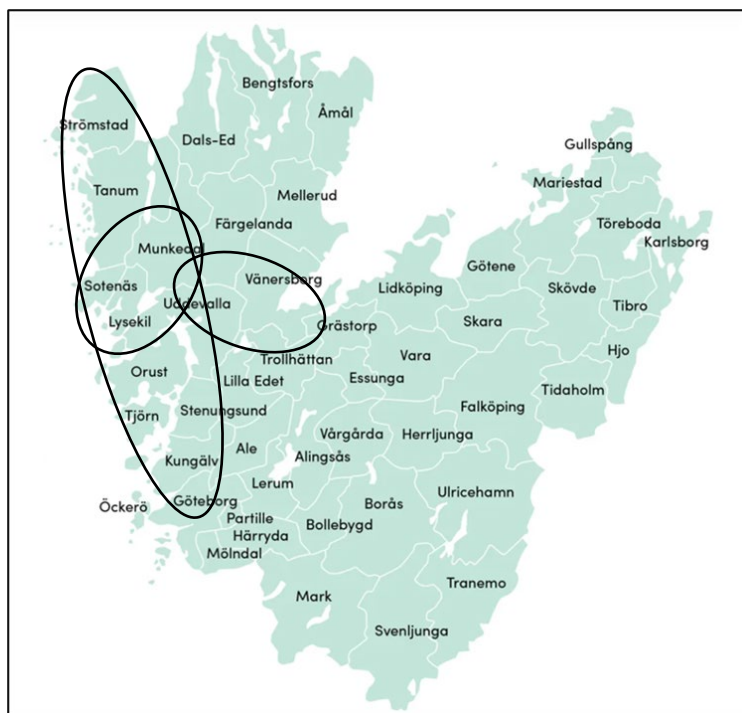 Bengtsfors
Åmål
Strömstad
Dals-Ed
Gullspång
Mariestad
Tanum
Mellerud
Färgelanda
Töreboda
Karlsborg
Munkedal
Götene
Vänersborg
Sotenäs
Lidköping
Skövde
Uddevalla
Tibro
Lysekil
Grästorp
Skara
Hjo
Trollhättan
Vara
Orust
Lilla Edet
Essunga
Tidaholm
Falköping
Tjörn
Stenungsund
Vårgårda
Herrljunga
Ale
Alingsås
Kungälv
Lerum
Ulricehamn
Öckerö
Göteborg
Borås
Partille
Bollebygd
Härryda
Mölndal
Tranemo
Mark
Svenljunga